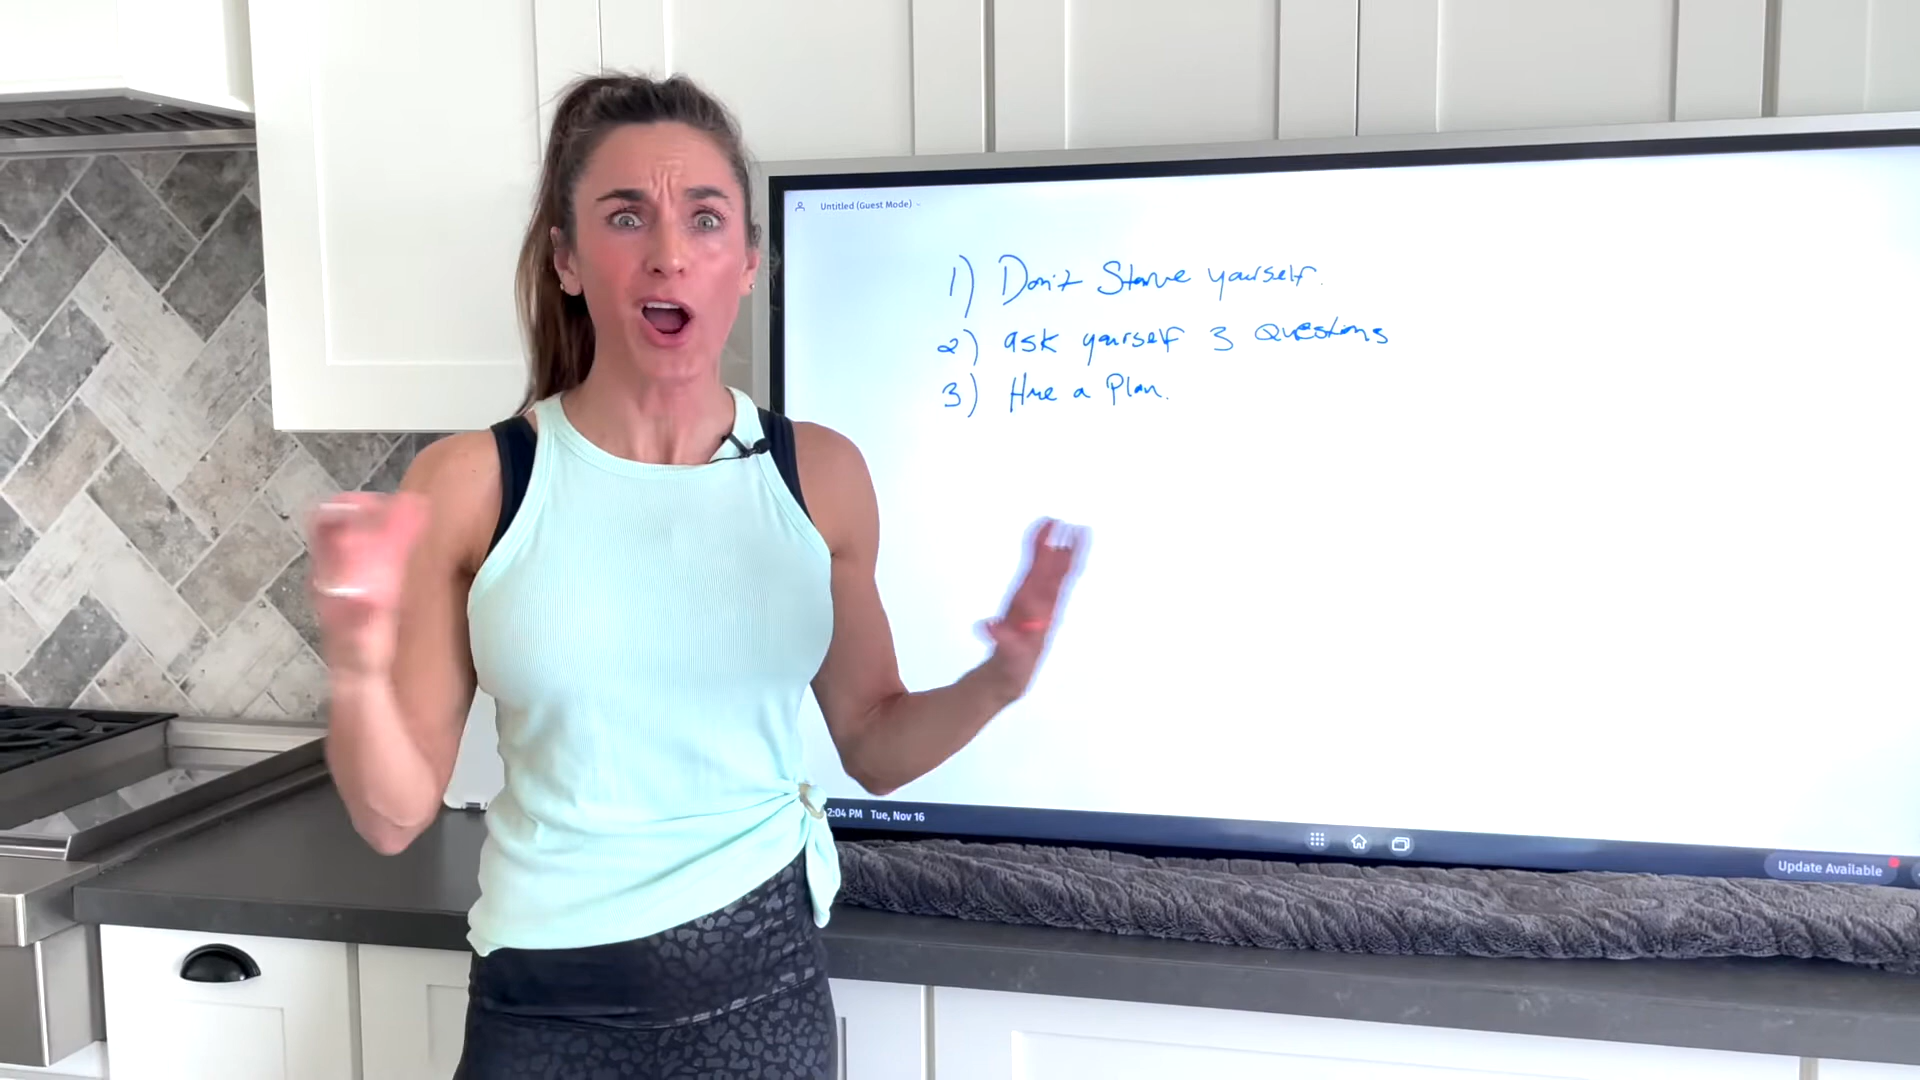 Untitled (Guest Mode)
1) Don't Starve yourself.
2) ask yourself 3 Questions
3) Have a Plan.
2:04 PM Tue, Nov 16
Update Available